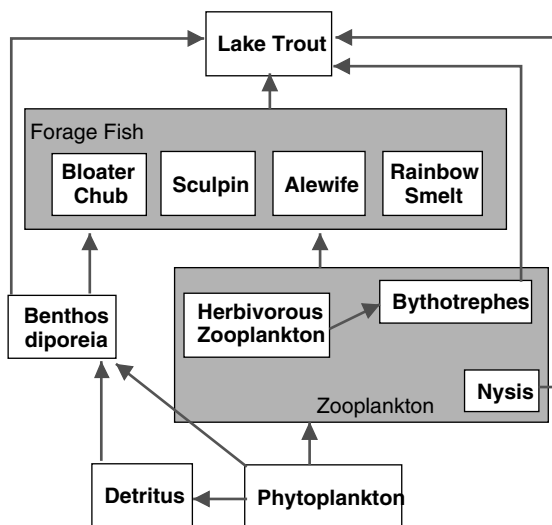 Lake Trout
Forage Fish
Bloater
Chub
Sculpin
Alewife
Rainbow
Smelt
Benthos
diporeia
Herbivorous
Zooplankton
Bythotrephes
Nysis
Zooplankton
Detritus
Phytoplankton